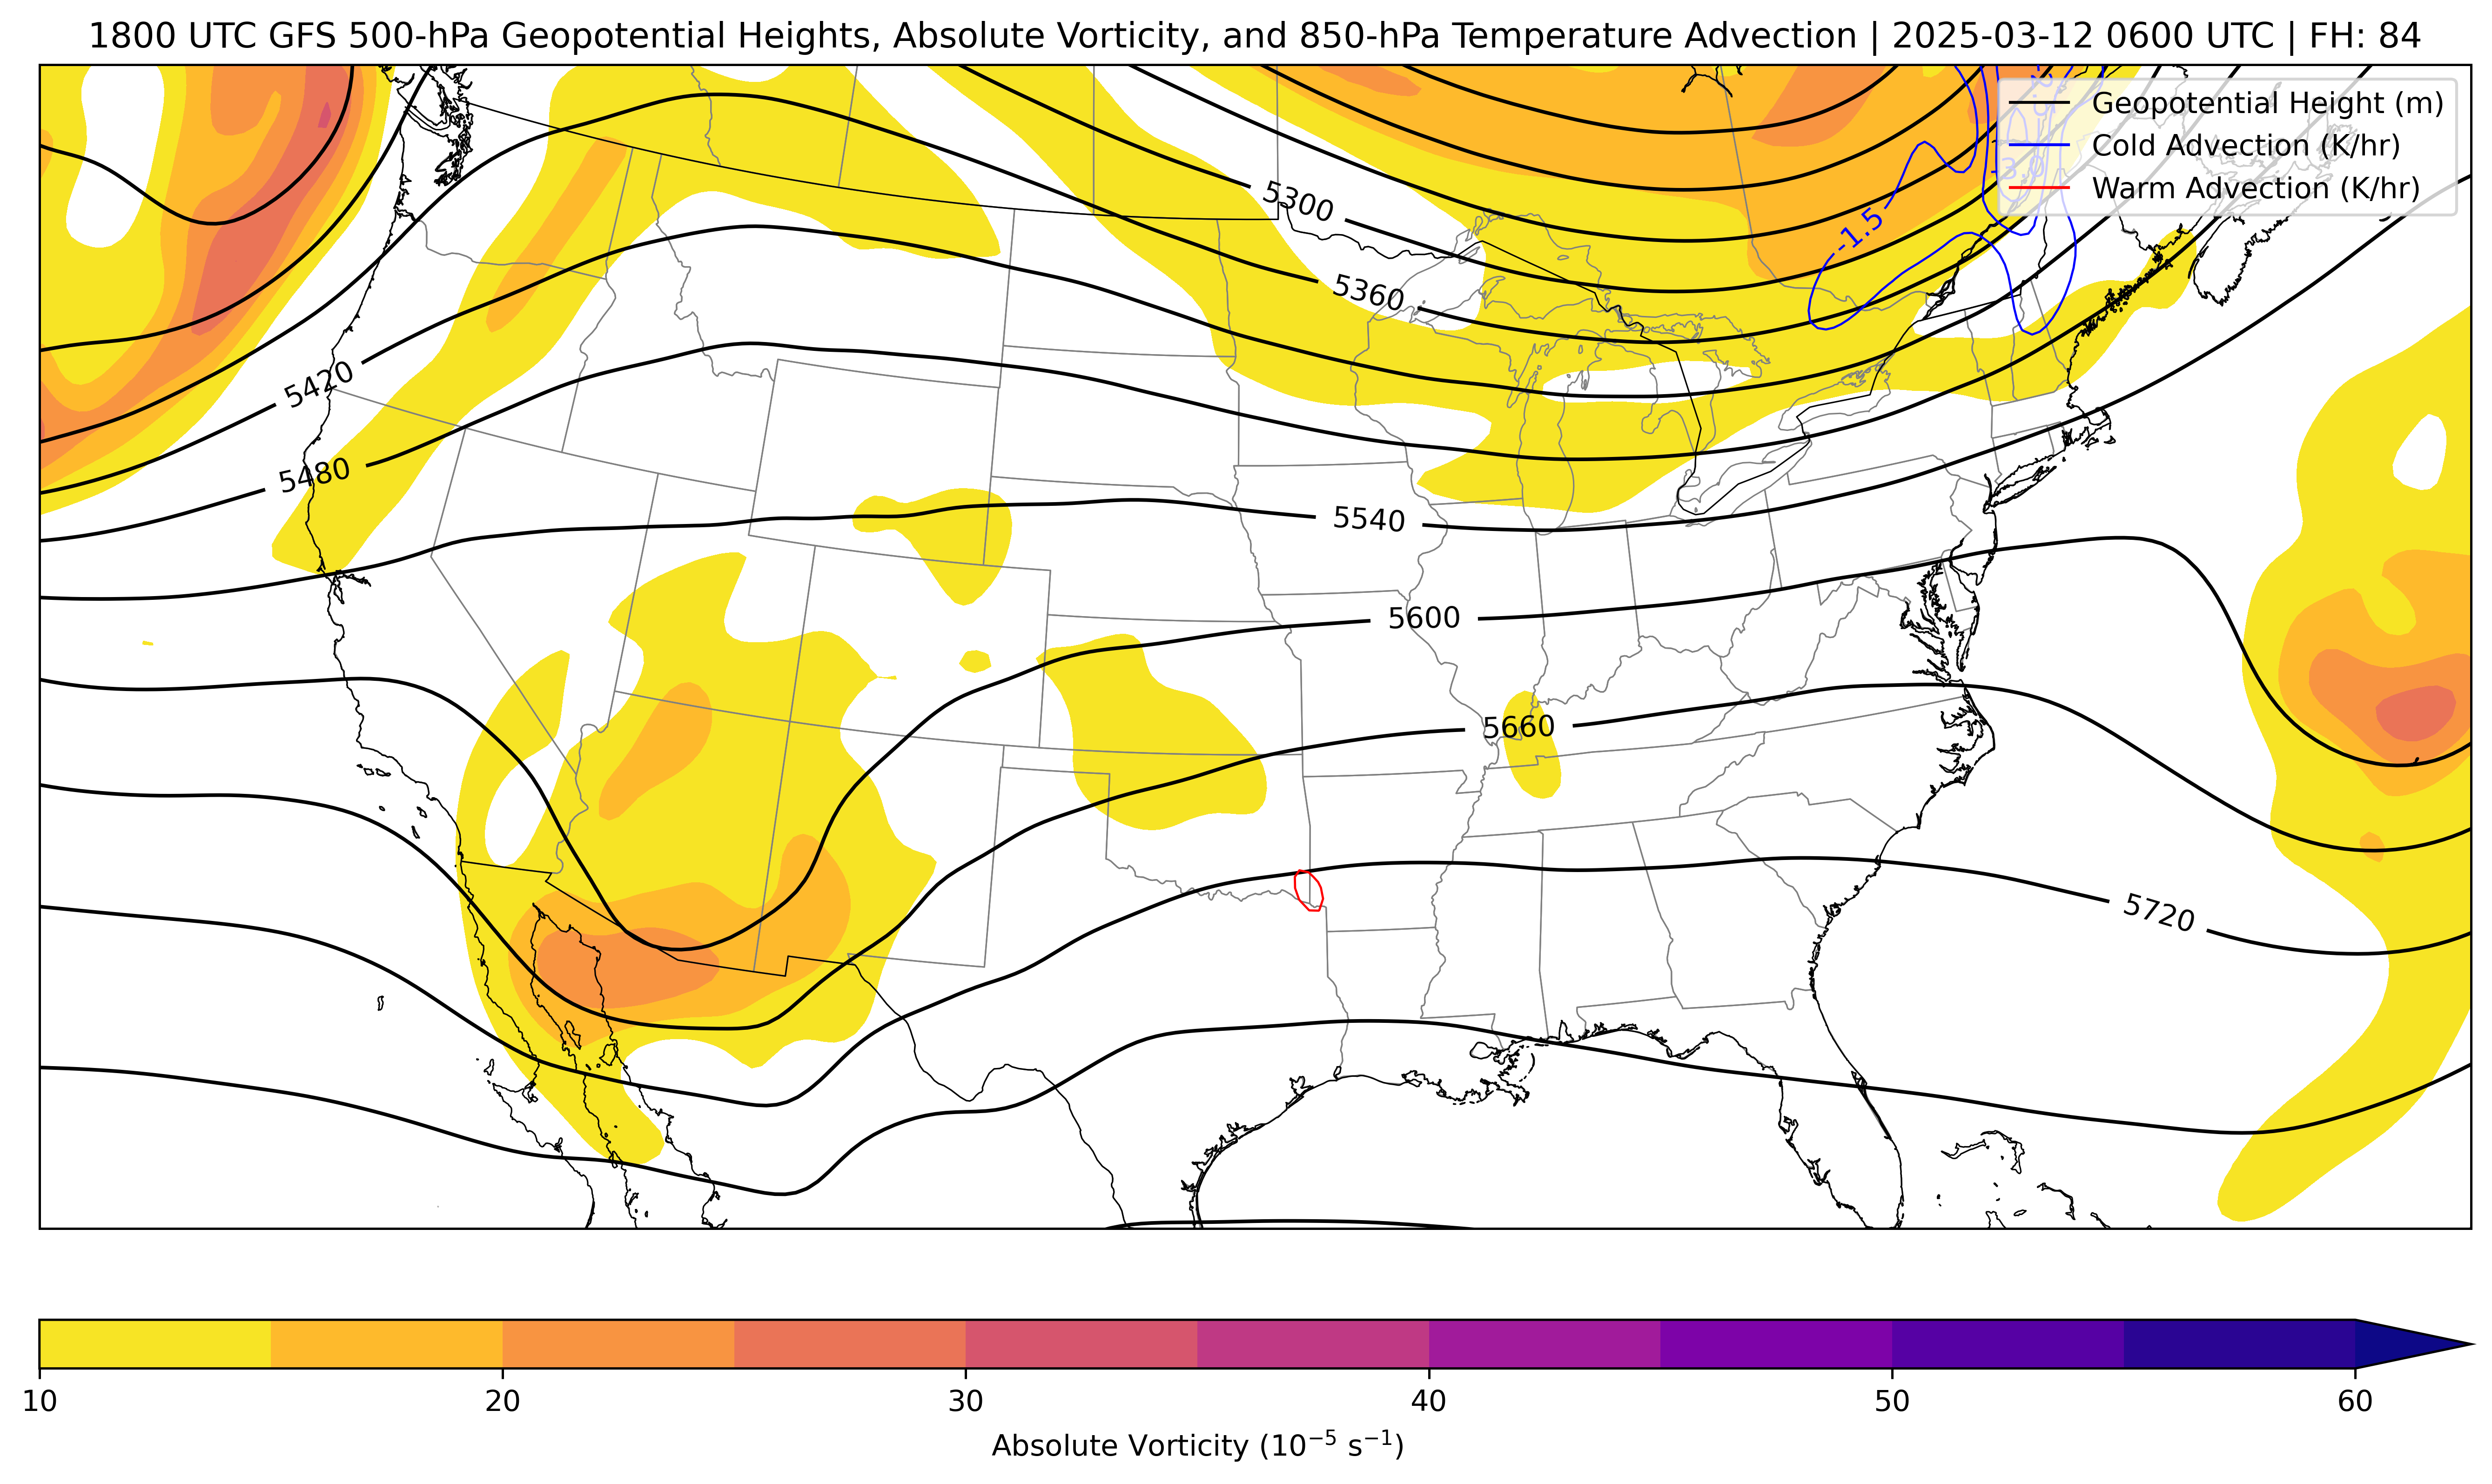 1800 UTC GFS 500-hPa Geopotential Heights, Absolute Vorticity, and 850-hPa Temperature Advection | 2025-03-12 0600 UTC | FH: 84
Geopotential Height (m)
Cold Advection (K/hr)
Warm Advection (K/hr)
5300
-1.5
5360
5420
5480
5540
5600
5660
5720
10 20 30 40 50 60
Absolute Vorticity (10⁻⁵ s⁻¹)